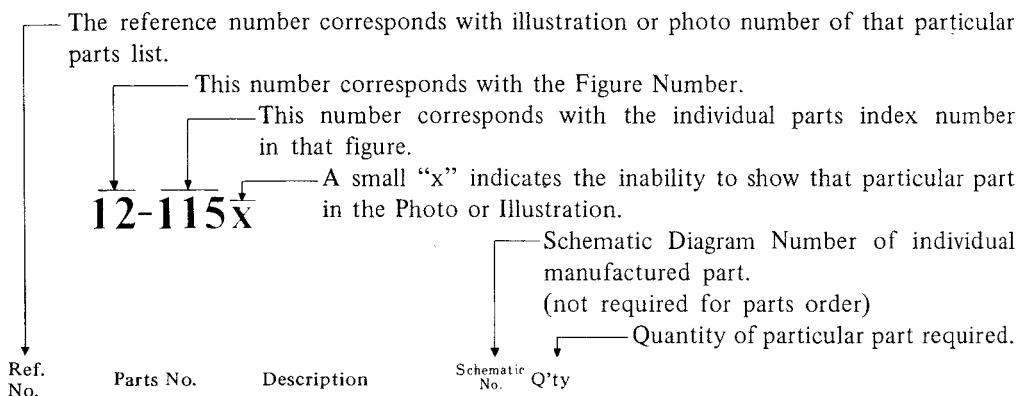 The reference number corresponds with illustration or photo number of that particular
parts list.
This number corresponds with the Figure Number.
This number corresponds with the individual parts index number
in that figure.
A small “x” indicates the inability to show that particular part
in the Photo or Illustration.
12-115x
Schematic Diagram Number of individual
manufactured part.
(not required for parts order)
Quantity of particular part required.
Ref.
No.
Parts No.
Description
Schematic
No.
Q'ty